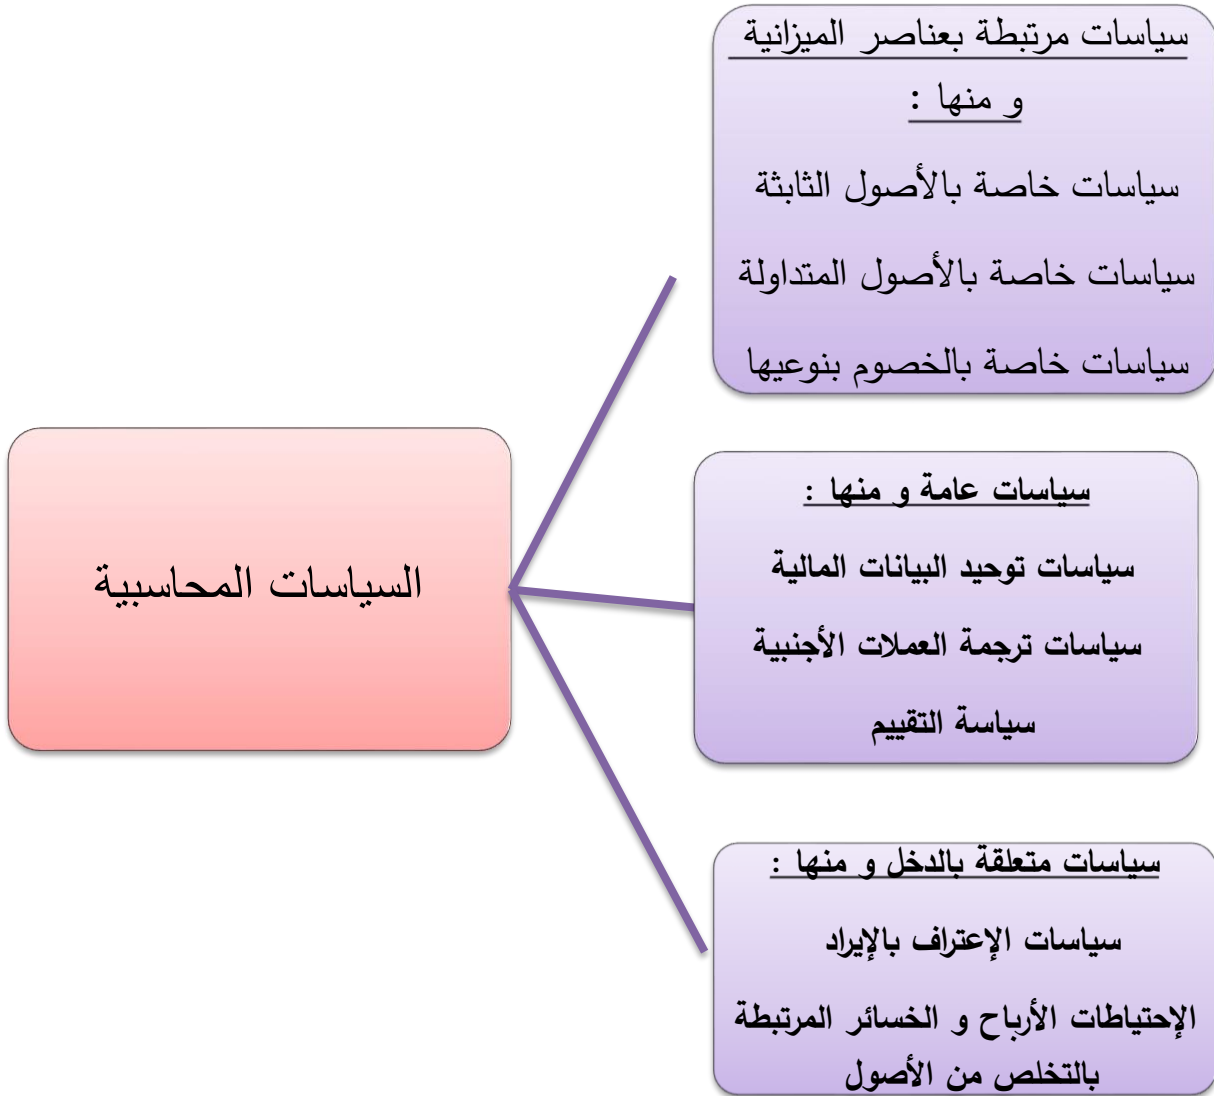 سياسات مرتبطة بعناصر الميزانية
و منها :
سياسات خاصة بالأصول الثابتة
سياسات خاصة بالأصول المتداولة
سياسات خاصة بالخصوم بنوعيها
السياسات المحاسبية
سياسات عامة و منها :
سياسات توحيد البيانات المالية
سياسات ترجمة العملات الأجنبية
سياسة التقييم
سياسات متعلقة بالدخل و منها :
سياسات الإعتراف بالإيراد
الإحتياطات الأرباح و الخسائر المرتبطة
بالتخلص من الأصول